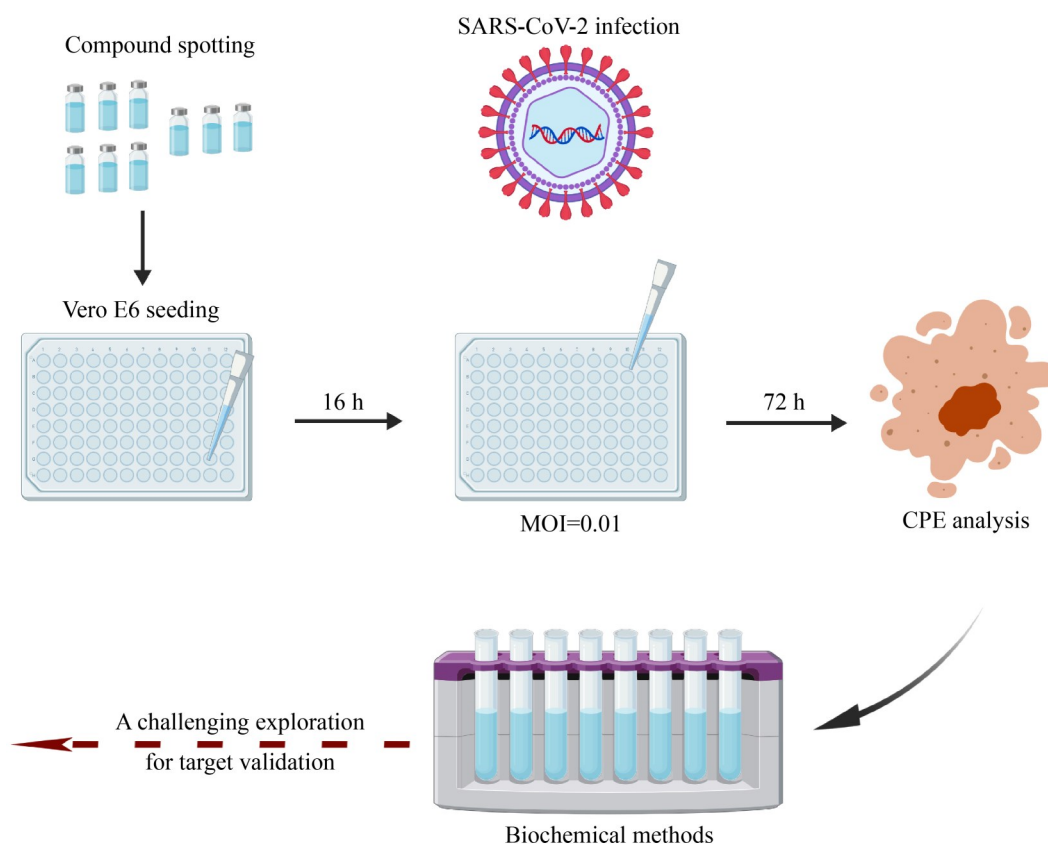 SARS-CoV-2 infection
Compound spotting
Vero E6 seeding
16 h
72 h
MOI=0.01
CPE analysis
A challenging exploration
for target validation
Biochemical methods